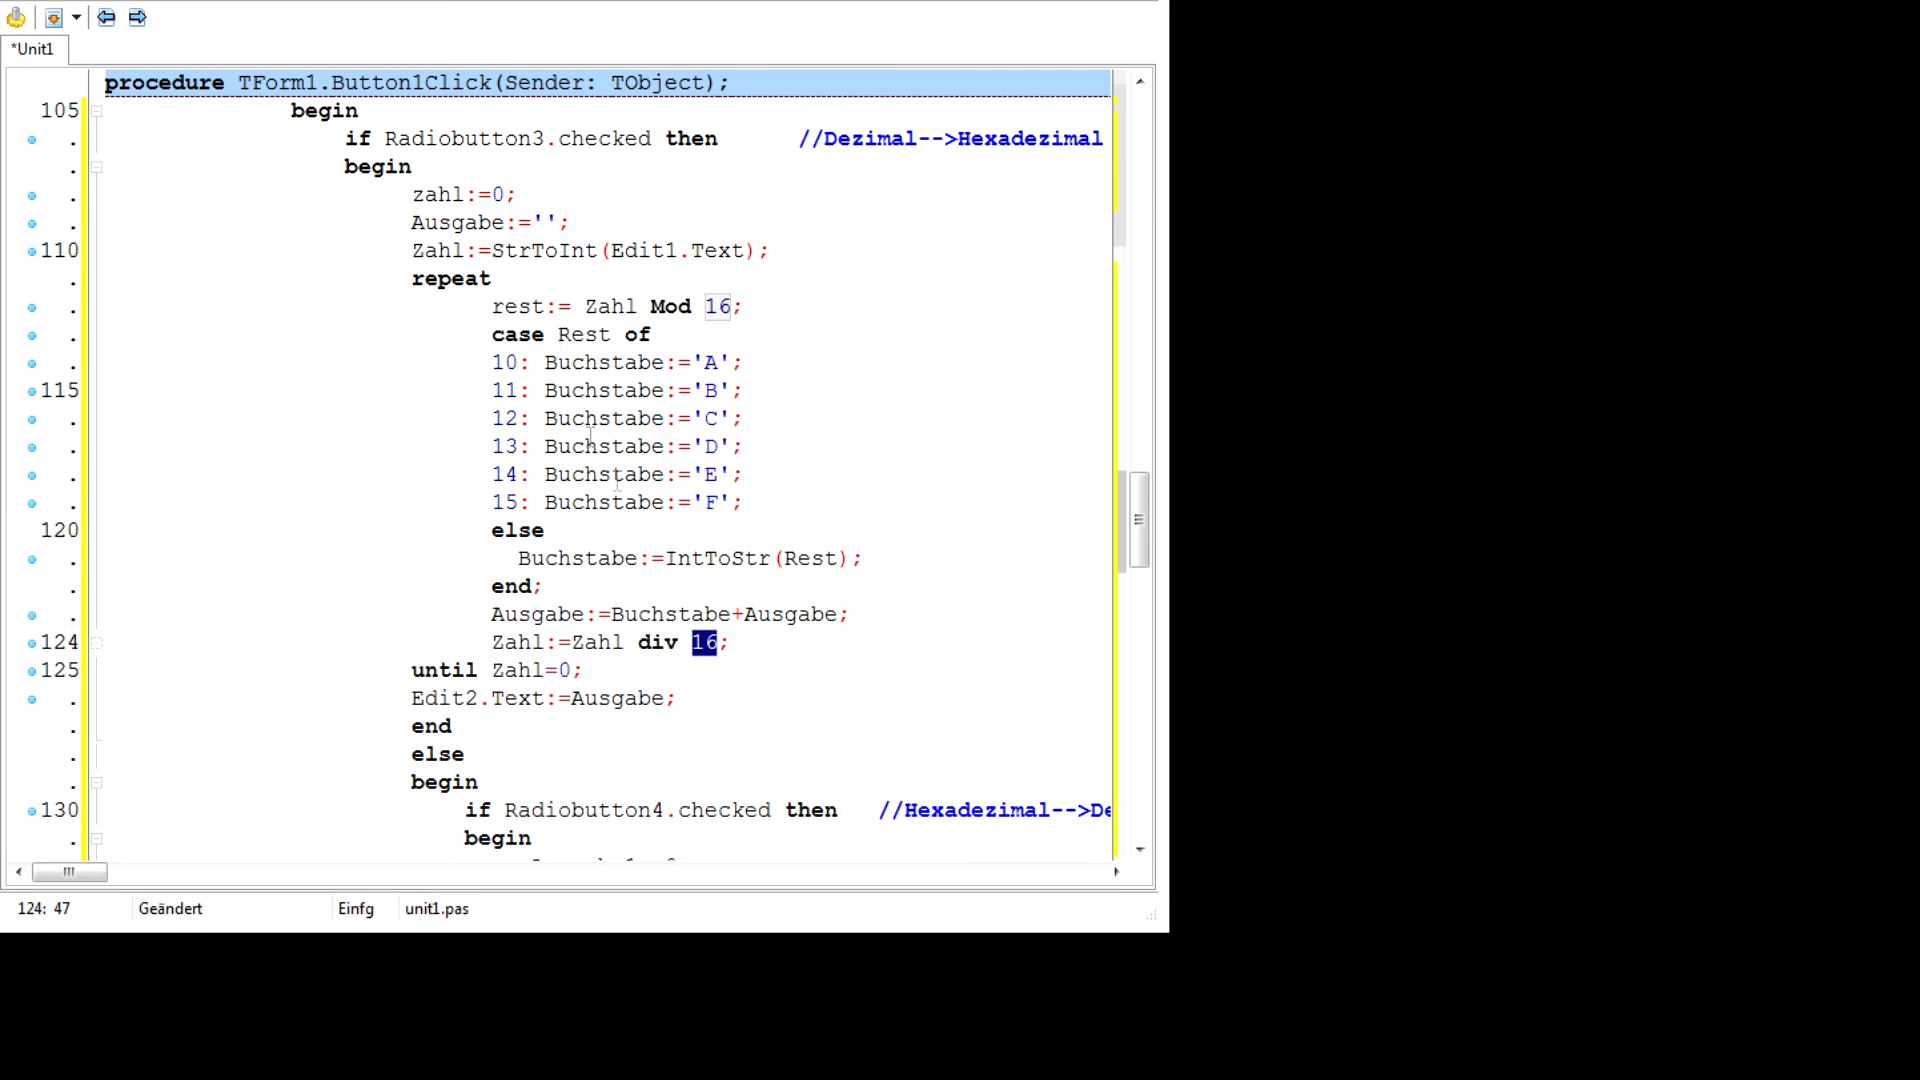 *Unit1
procedure TForm1.Button1Click(Sender: TObject);
105 begin
. if Radiobutton3.checked then //Dezimal-->Hexadezimal
. begin
. zahl:=0;
. Ausgabe:='';
110 Zahl:=StrToInt(Edit1.Text);
. repeat
. rest:= Zahl Mod 16;
. case Rest of
. 10: Buchstabe:='A';
115 11: Buchstabe:='B';
. 12: Buchstabe:='C';
. 13: Buchstabe:='D';
. 14: Buchstabe:='E';
. 15: Buchstabe:='F';
120 else
. Buchstabe:=IntToStr(Rest);
. end;
. Ausgabe:=Buchstabe+Ausgabe;
124 Zahl:=Zahl div 16;
125 until Zahl=0;
. Edit2.Text:=Ausgabe;
. end
. else
. begin
130 if Radiobutton4.checked then //Hexadezimal-->De
. begin
124: 47 Geändert Einfg unit1.pas